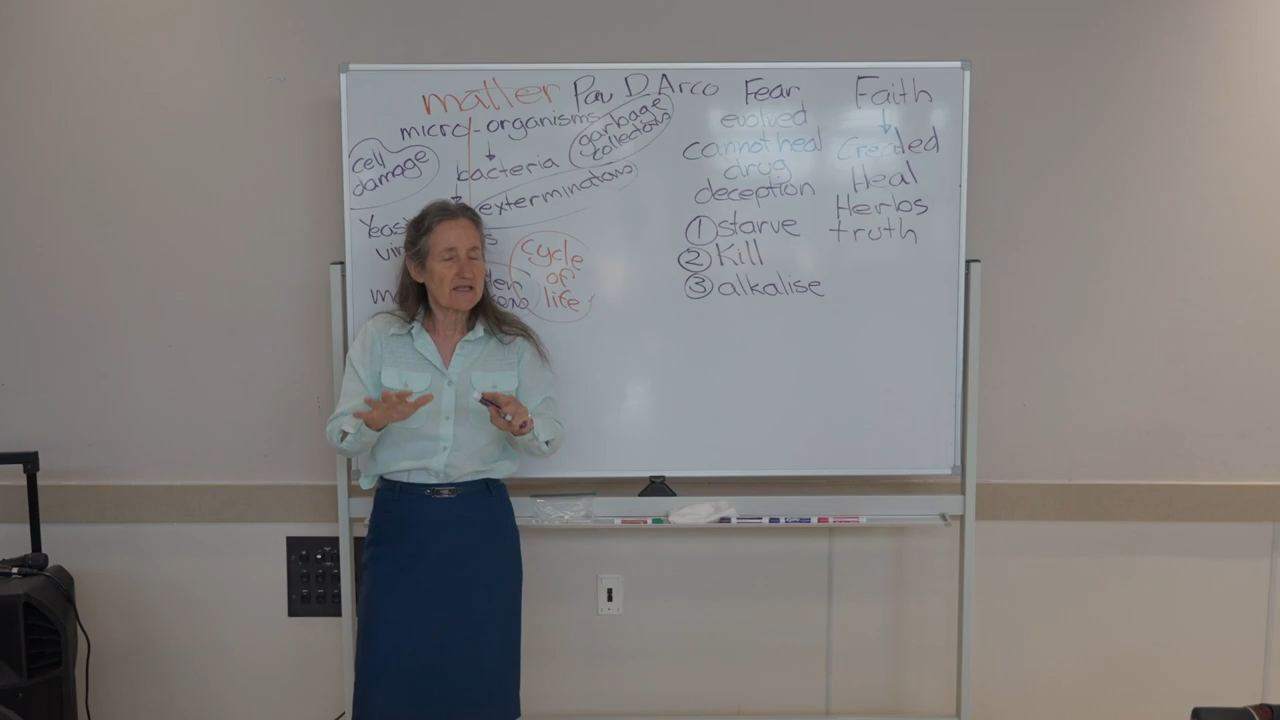 matter Pau D Arco
micro-organisms
garbage
collectors
cell
damage
bacteria
exterminators
Yeast
cycle
of
life
Fear
evolved
cannot heal
drug
deception
① starve
② Kill
③ alkalise
Faith
Created
Heal
Herbs
truth